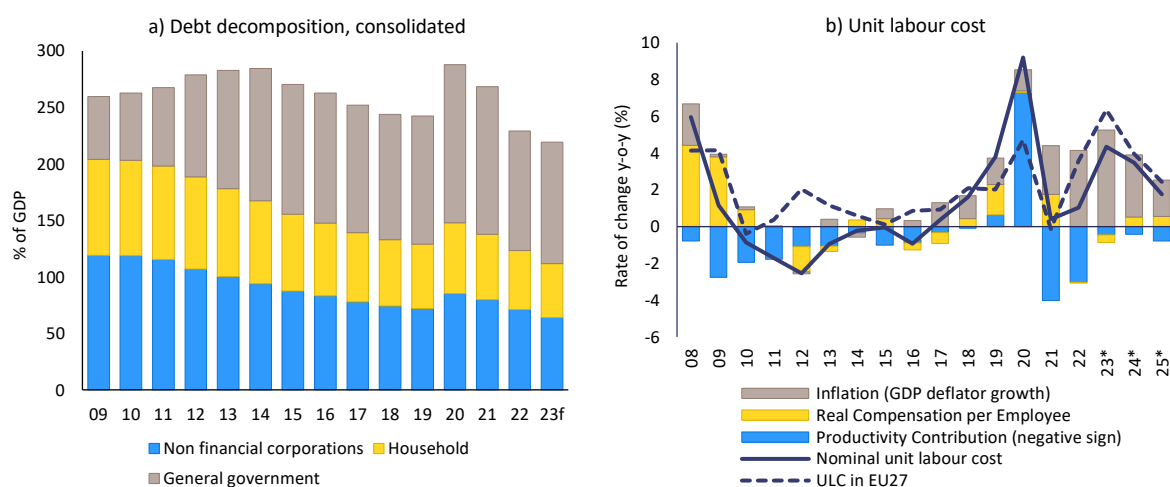 a) Debt decomposition, consolidated
% of GDP
300
250
200
150
100
50
0
09 10 11 12 13 14 15 16 17 18 19 20 21 22 23f
Non financial corporations Household
General government
b) Unit labour cost
Rate of change y-o-y (%)
10
8
6
4
2
0
-2
-4
-6
08 09 10 11 12 13 14 15 16 17 18 19 20 21 22 23* 24* 25*
Inflation (GDP deflator growth)
Real Compensation per Employee
Productivity Contribution (negative sign)
Nominal unit labour cost
ULC in EU27